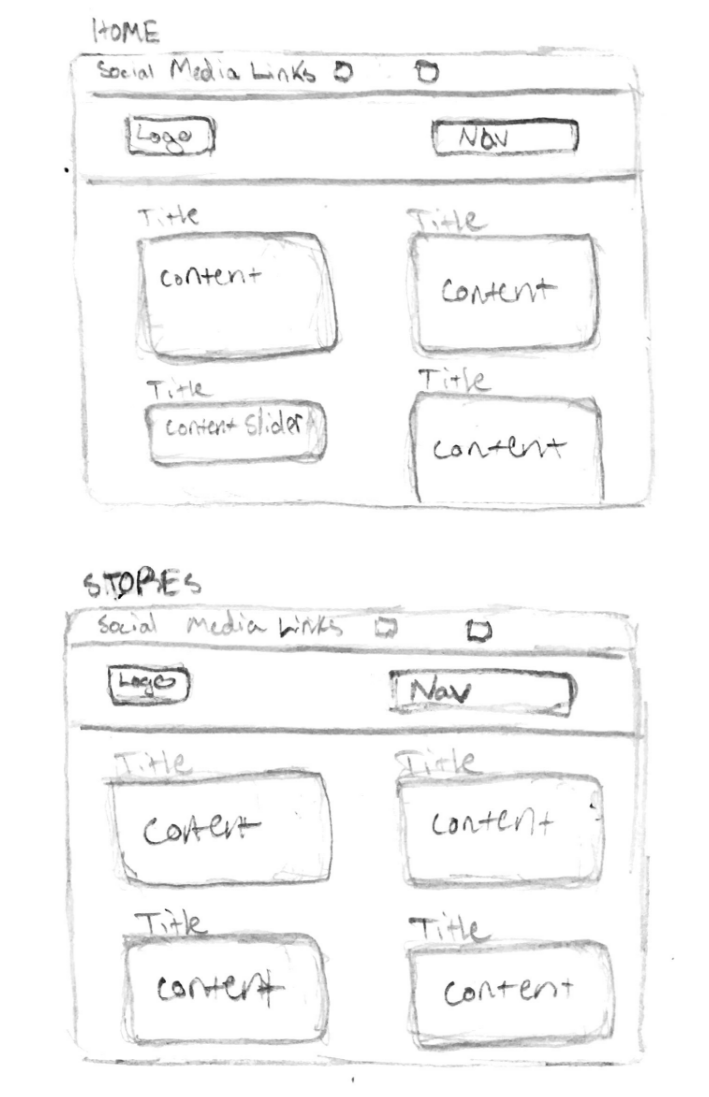 HOME
Social Media Links
Logo Nav
Title Title
Content Content
Title Title
Content Slider
Content
STORES
Social Media Links
Logo Nav
Title Title
Content Content
Title Title
Content Content